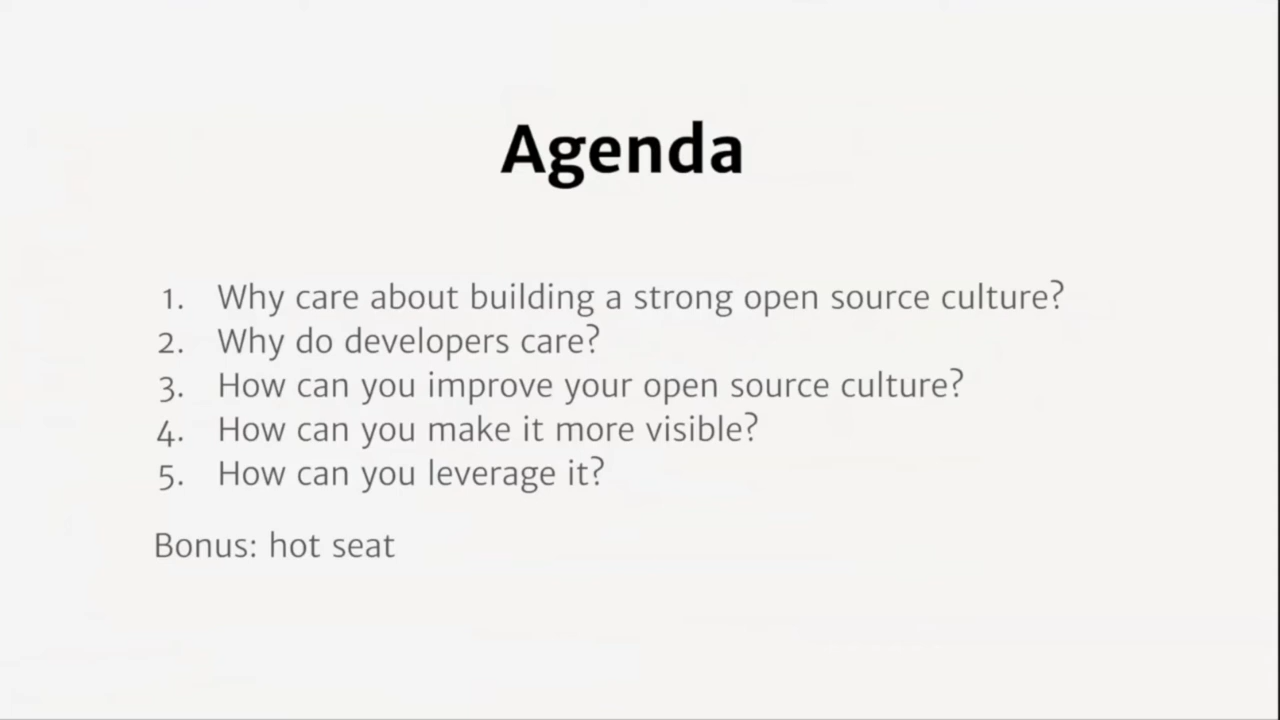 Agenda
1. Why care about building a strong open source culture?
2. Why do developers care?
3. How can you improve your open source culture?
4. How can you make it more visible?
5. How can you leverage it?
Bonus: hot seat